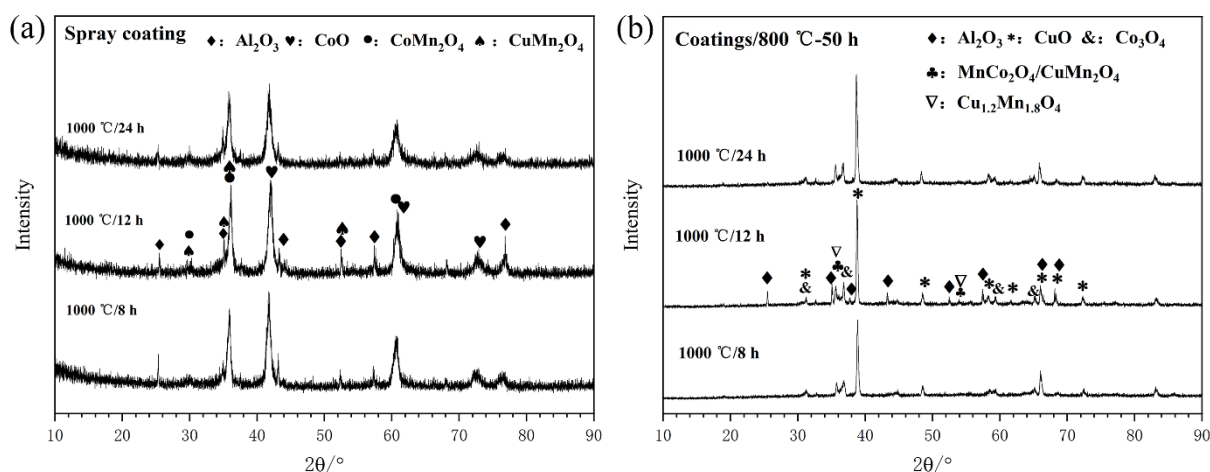 (a)
Spray coating
♦: Al₂O₃ ♥: CoO ●: CoMn₂O₄ ♠: CuMn₂O₄
1000 ℃/24 h
1000 ℃/12 h
1000 ℃/8 h
Intensity
10 20 30 40 50 60 70 80 90
2θ/°
(b)
Coatings/800 ℃-50 h
♦: Al₂O₃ *: CuO &: Co₃O₄
♣: MnCo₂O₄/CuMn₂O₄
▽: Cu₁.₂Mn₁.₈O₄
1000 ℃/24 h
1000 ℃/12 h
& & & &
1000 ℃/8 h
Intensity
10 20 30 40 50 60 70 80 90
2θ/°